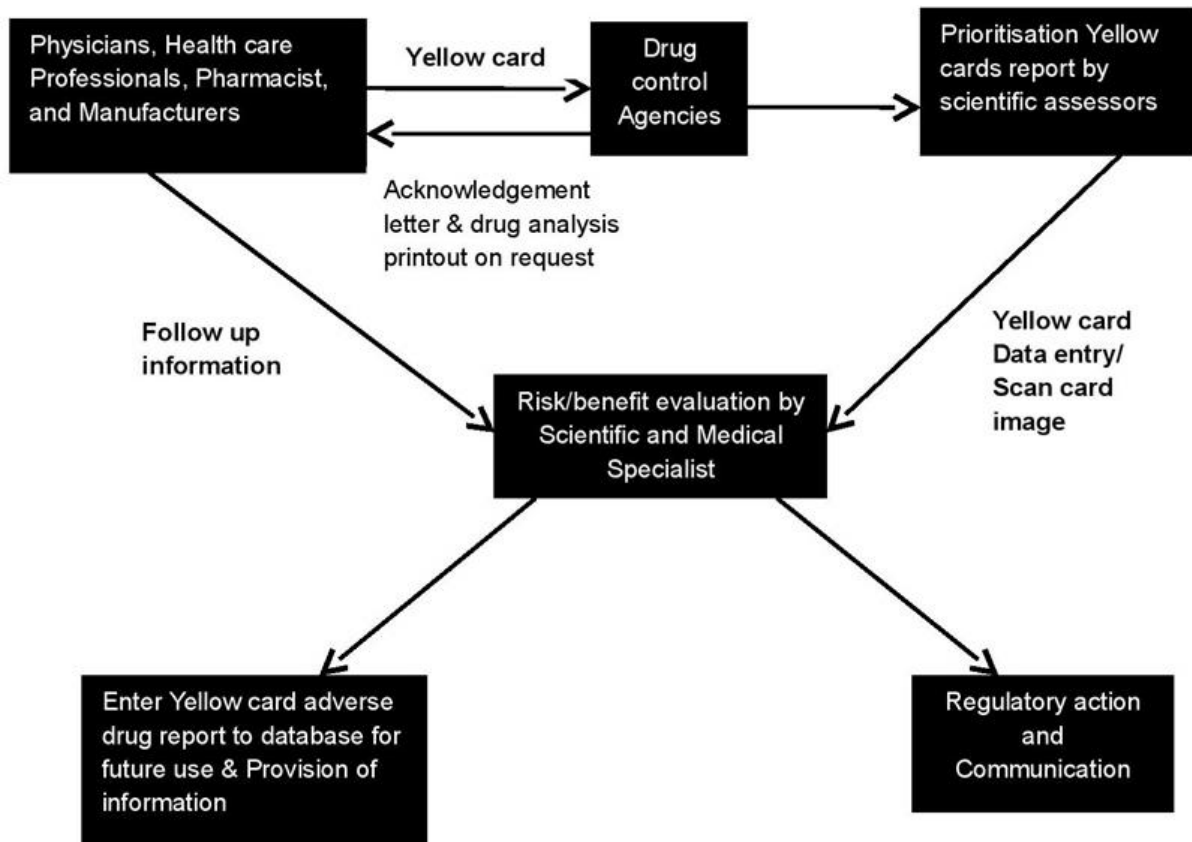 Physicians, Health care
Professionals, Pharmacist,
and Manufacturers
Yellow card
Drug
control
Agencies
Prioritisation Yellow
cards report by
scientific assessors
Acknowledgement
letter & drug analysis
printout on request
Follow up
information
Yellow card
Data entry/
Scan card
image
Risk/benefit evaluation by
Scientific and Medical
Specialist
Enter Yellow card adverse
drug report to database for
future use & Provision of
information
Regulatory action
and
Communication